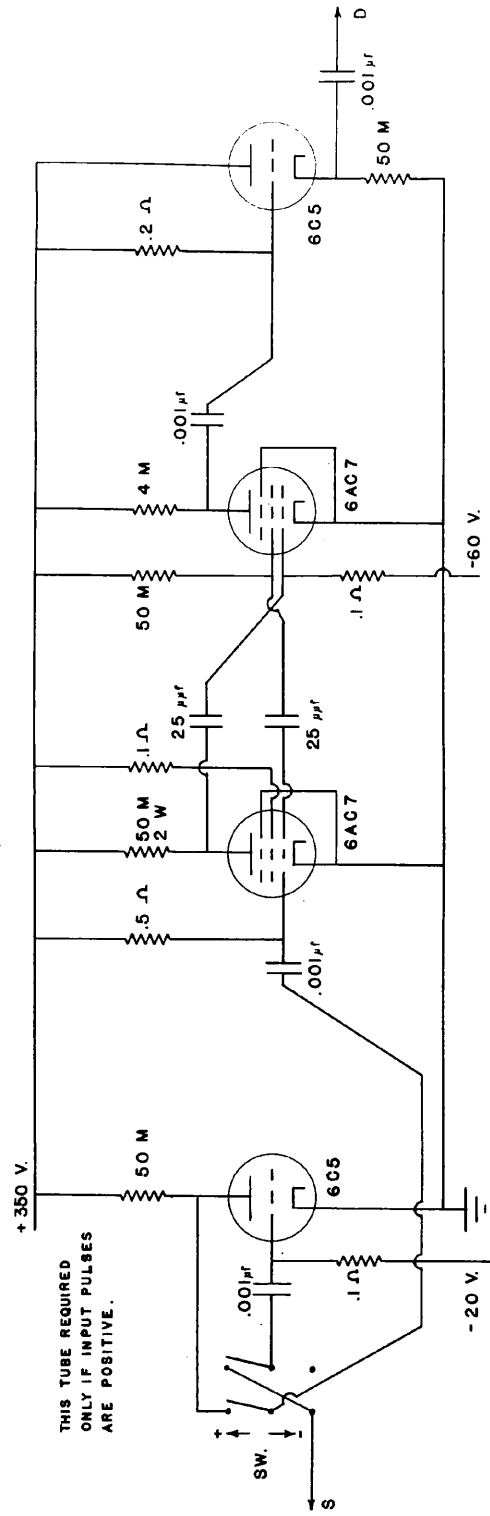 THIS TUBE REQUIRED
ONLY IF INPUT PULSES
ARE POSITIVE.
+350 V.
50 M
6C5
.001μf
.1 Ω
-20 V.
+
SW.
-
S
.5 Ω
50 M
2 W
.1 Ω
6AC7
.001μf
25 μμf
25 μμf
50 M
4 M
6AC7
.1 Ω
-60 V.
.001μf
.2 Ω
6C5
.001μf
50 M
D